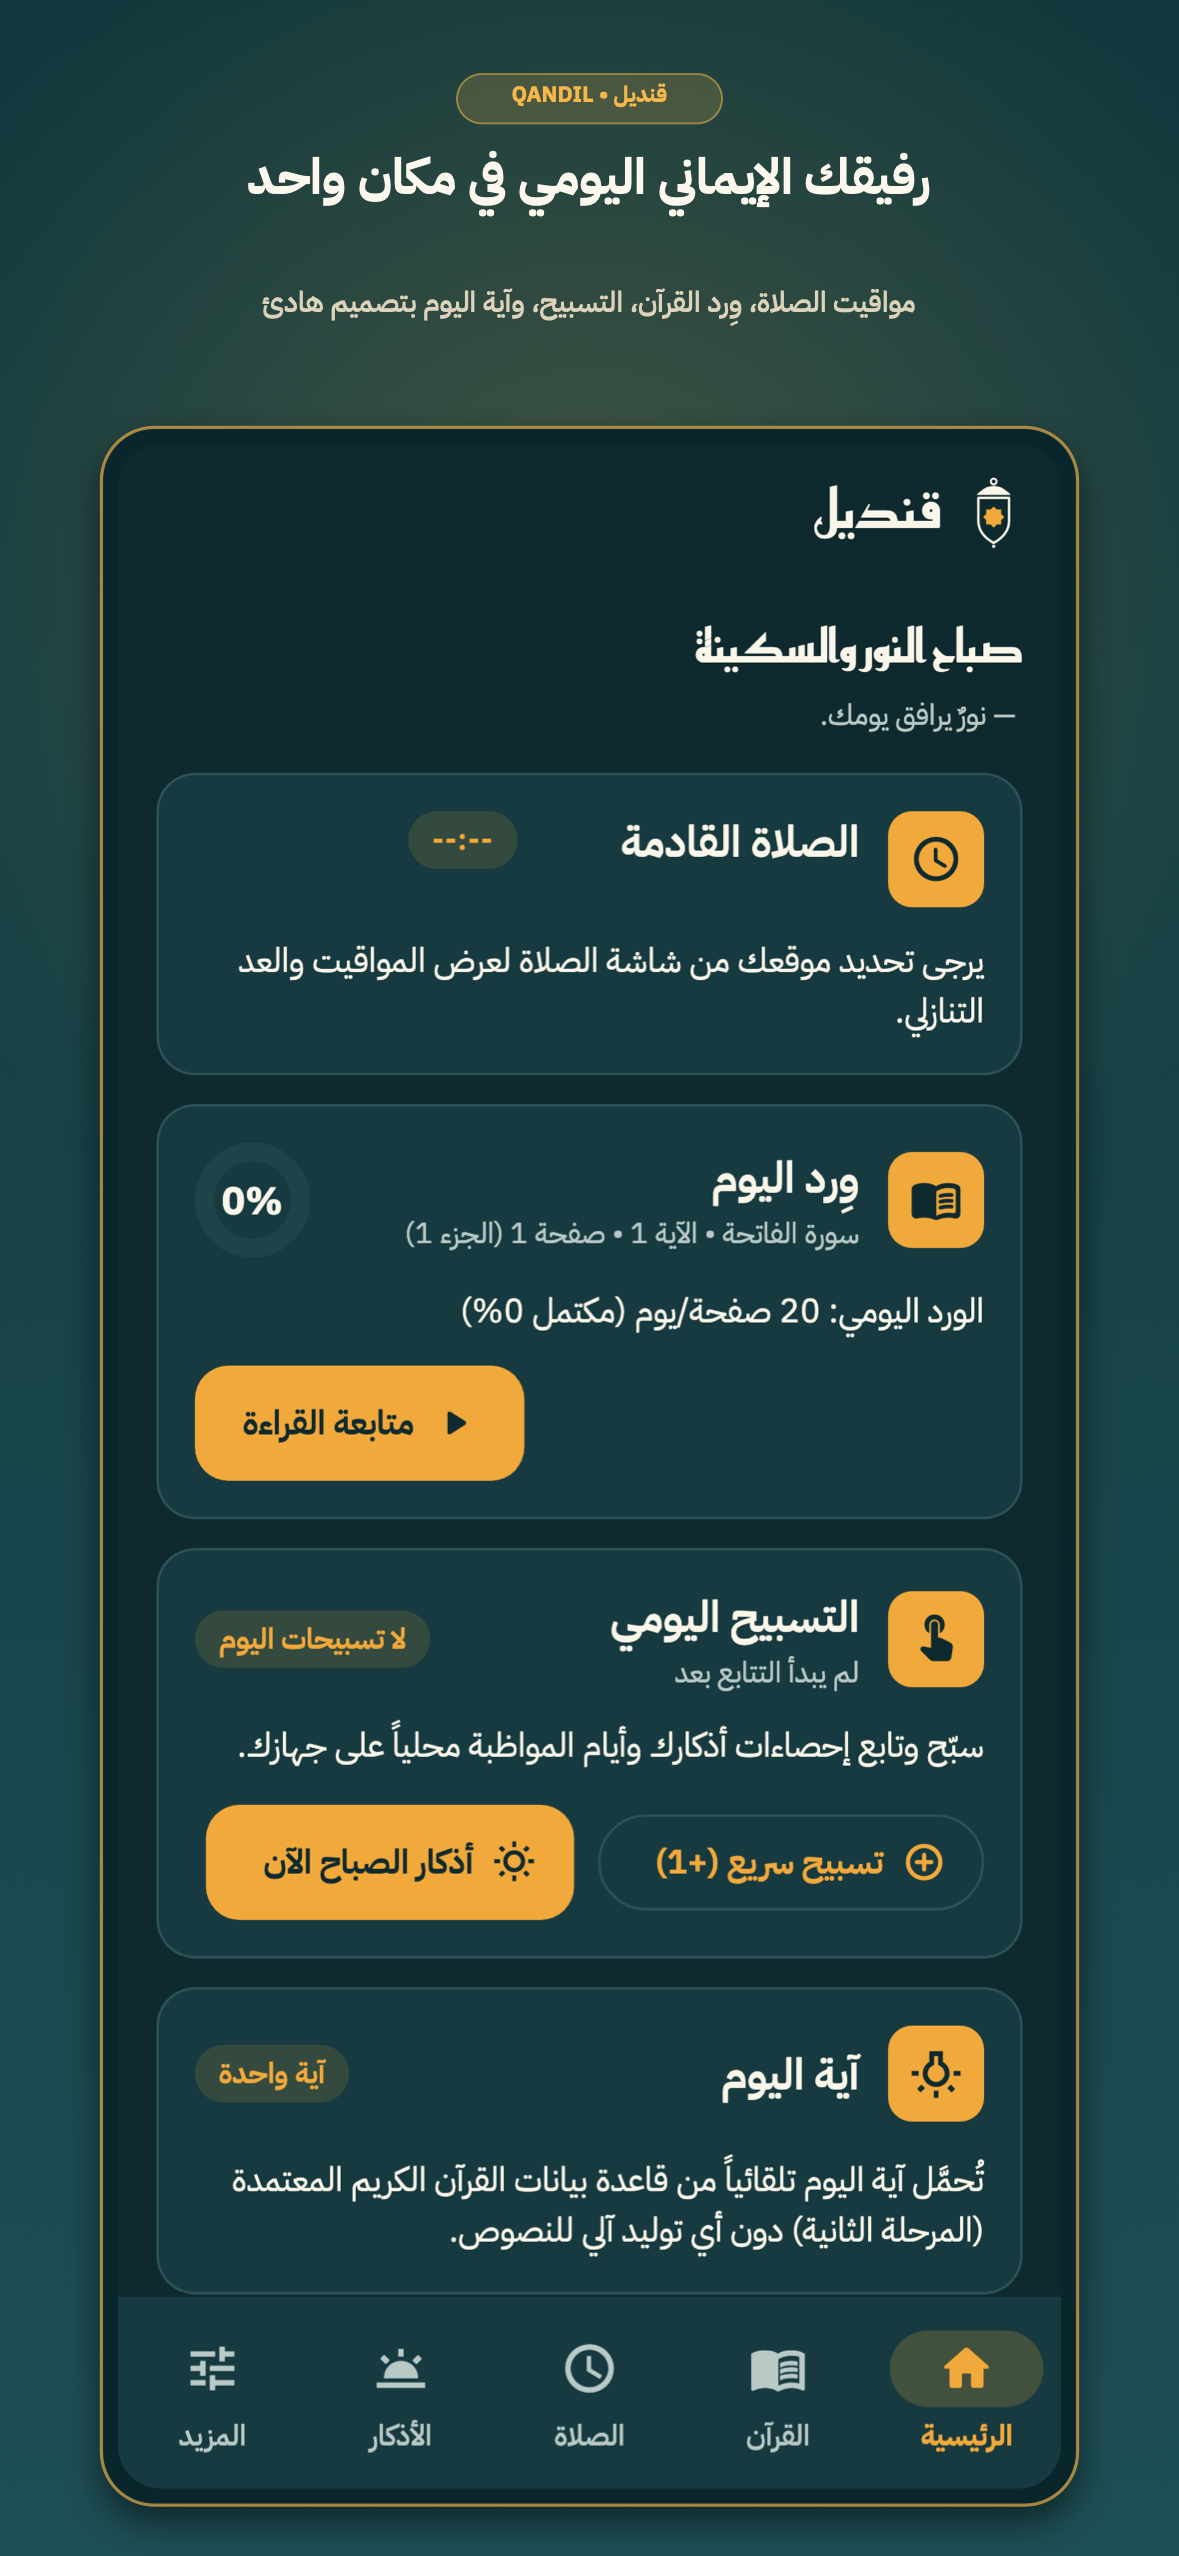 قنديل • QANDIL
رفيقك الإيماني اليومي في مكان واحد
مواقيت الصلاة، وِرد القرآن، التسبيح، وآية اليوم بتصميم هادئ
قنديل
صباح النور والسكينة
— نورٌ يرافق يومك.
الصلاة القادمة
--:--
يرجى تحديد موقعك من شاشة الصلاة لعرض المواقيت والعد
التنازلي.
وِرد اليوم
0%
سورة الفاتحة • الآية 1 • صفحة 1 (الجزء 1)
الورد اليومي: 20 صفحة/يوم (مكتمل 0%)
متابعة القراءة
التسبيح اليومي
لا تسبيحات اليوم
لم يبدأ التتابع بعد
سبّح وتابع إحصاءات أذكارك وأيام المواظبة محلياً على جهازك.
تسبيح سريع (+1)
أذكار الصباح الآن
آية اليوم
آية واحدة
تُحمَّل آية اليوم تلقائياً من قاعدة بيانات القرآن الكريم المعتمدة
(المرحلة الثانية) دون أي توليد آلي للنصوص.
الرئيسية
القرآن
الصلاة
الأذكار
المزيد